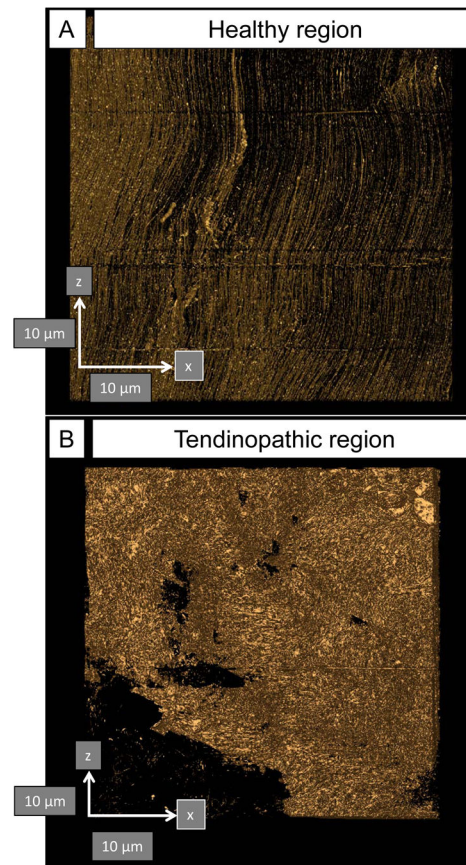 A
Healthy region
z
10 µm
10 µm
x
B
Tendinopathic region
z
10 µm
x
10 µm